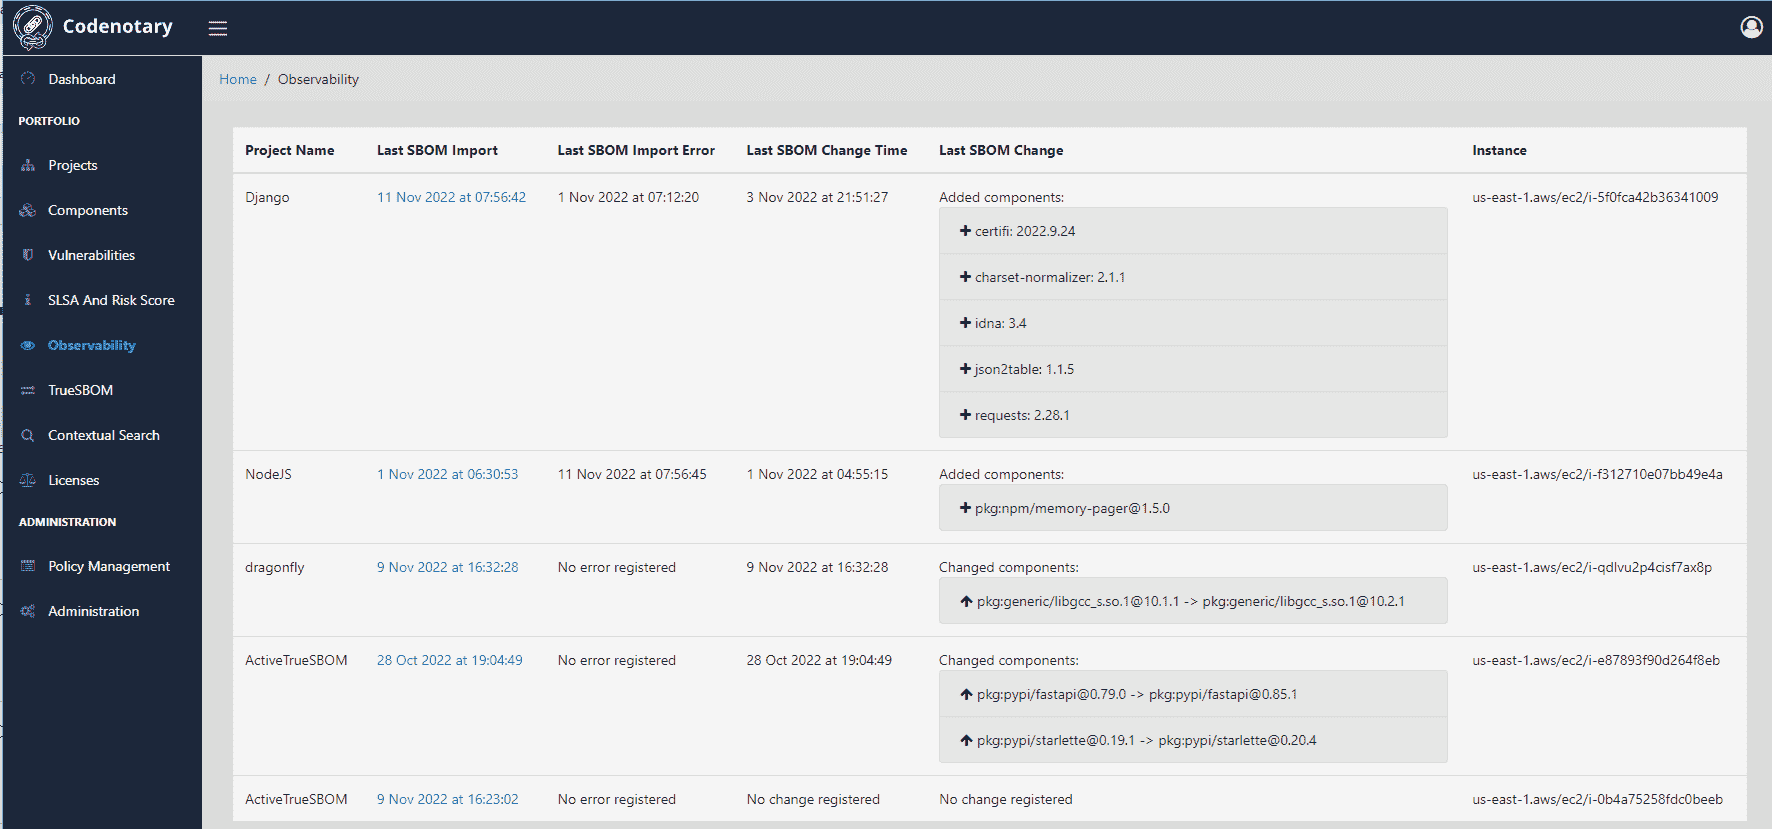 Codenotary
Dashboard
PORTFOLIO
Projects
Components
Vulnerabilities
SLSA And Risk Score
Observability
TrueSBOM
Contextual Search
Licenses
ADMINISTRATION
Policy Management
Administration
Home / Observability
Project Name Last SBOM Import Last SBOM Import Error Last SBOM Change Time Last SBOM Change Instance
Django 11 Nov 2022 at 07:56:42 1 Nov 2022 at 07:12:20 3 Nov 2022 at 21:51:27 Added components: us-east-1.aws/ec2/i-5f0fca42b36341009
+ certifi: 2022.9.24
+ charset-normalizer: 2.1.1
+ idna: 3.4
+ json2table: 1.1.5
+ requests: 2.28.1
NodeJS 1 Nov 2022 at 06:30:53 11 Nov 2022 at 07:56:45 1 Nov 2022 at 04:55:15 Added components: us-east-1.aws/ec2/i-f312710e07bb49e4a
+ pkg:npm/memory-pager@1.5.0
dragonfly 9 Nov 2022 at 16:32:28 No error registered 9 Nov 2022 at 16:32:28 Changed components: us-east-1.aws/ec2/i-qdlvu2p4cisf7ax8p
↑ pkg:generic/libgcc_s.so.1@10.1.1 -> pkg:generic/libgcc_s.so.1@10.2.1
ActiveTrueSBOM 28 Oct 2022 at 19:04:49 No error registered 28 Oct 2022 at 19:04:49 Changed components: us-east-1.aws/ec2/i-e87893f90d264f8eb
↑ pkg:pypi/fastapi@0.79.0 -> pkg:pypi/fastapi@0.85.1
↑ pkg:pypi/starlette@0.19.1 -> pkg:pypi/starlette@0.20.4
ActiveTrueSBOM 9 Nov 2022 at 16:23:02 No error registered No change registered No change registered us-east-1.aws/ec2/i-0b4a75258fdc0beeb